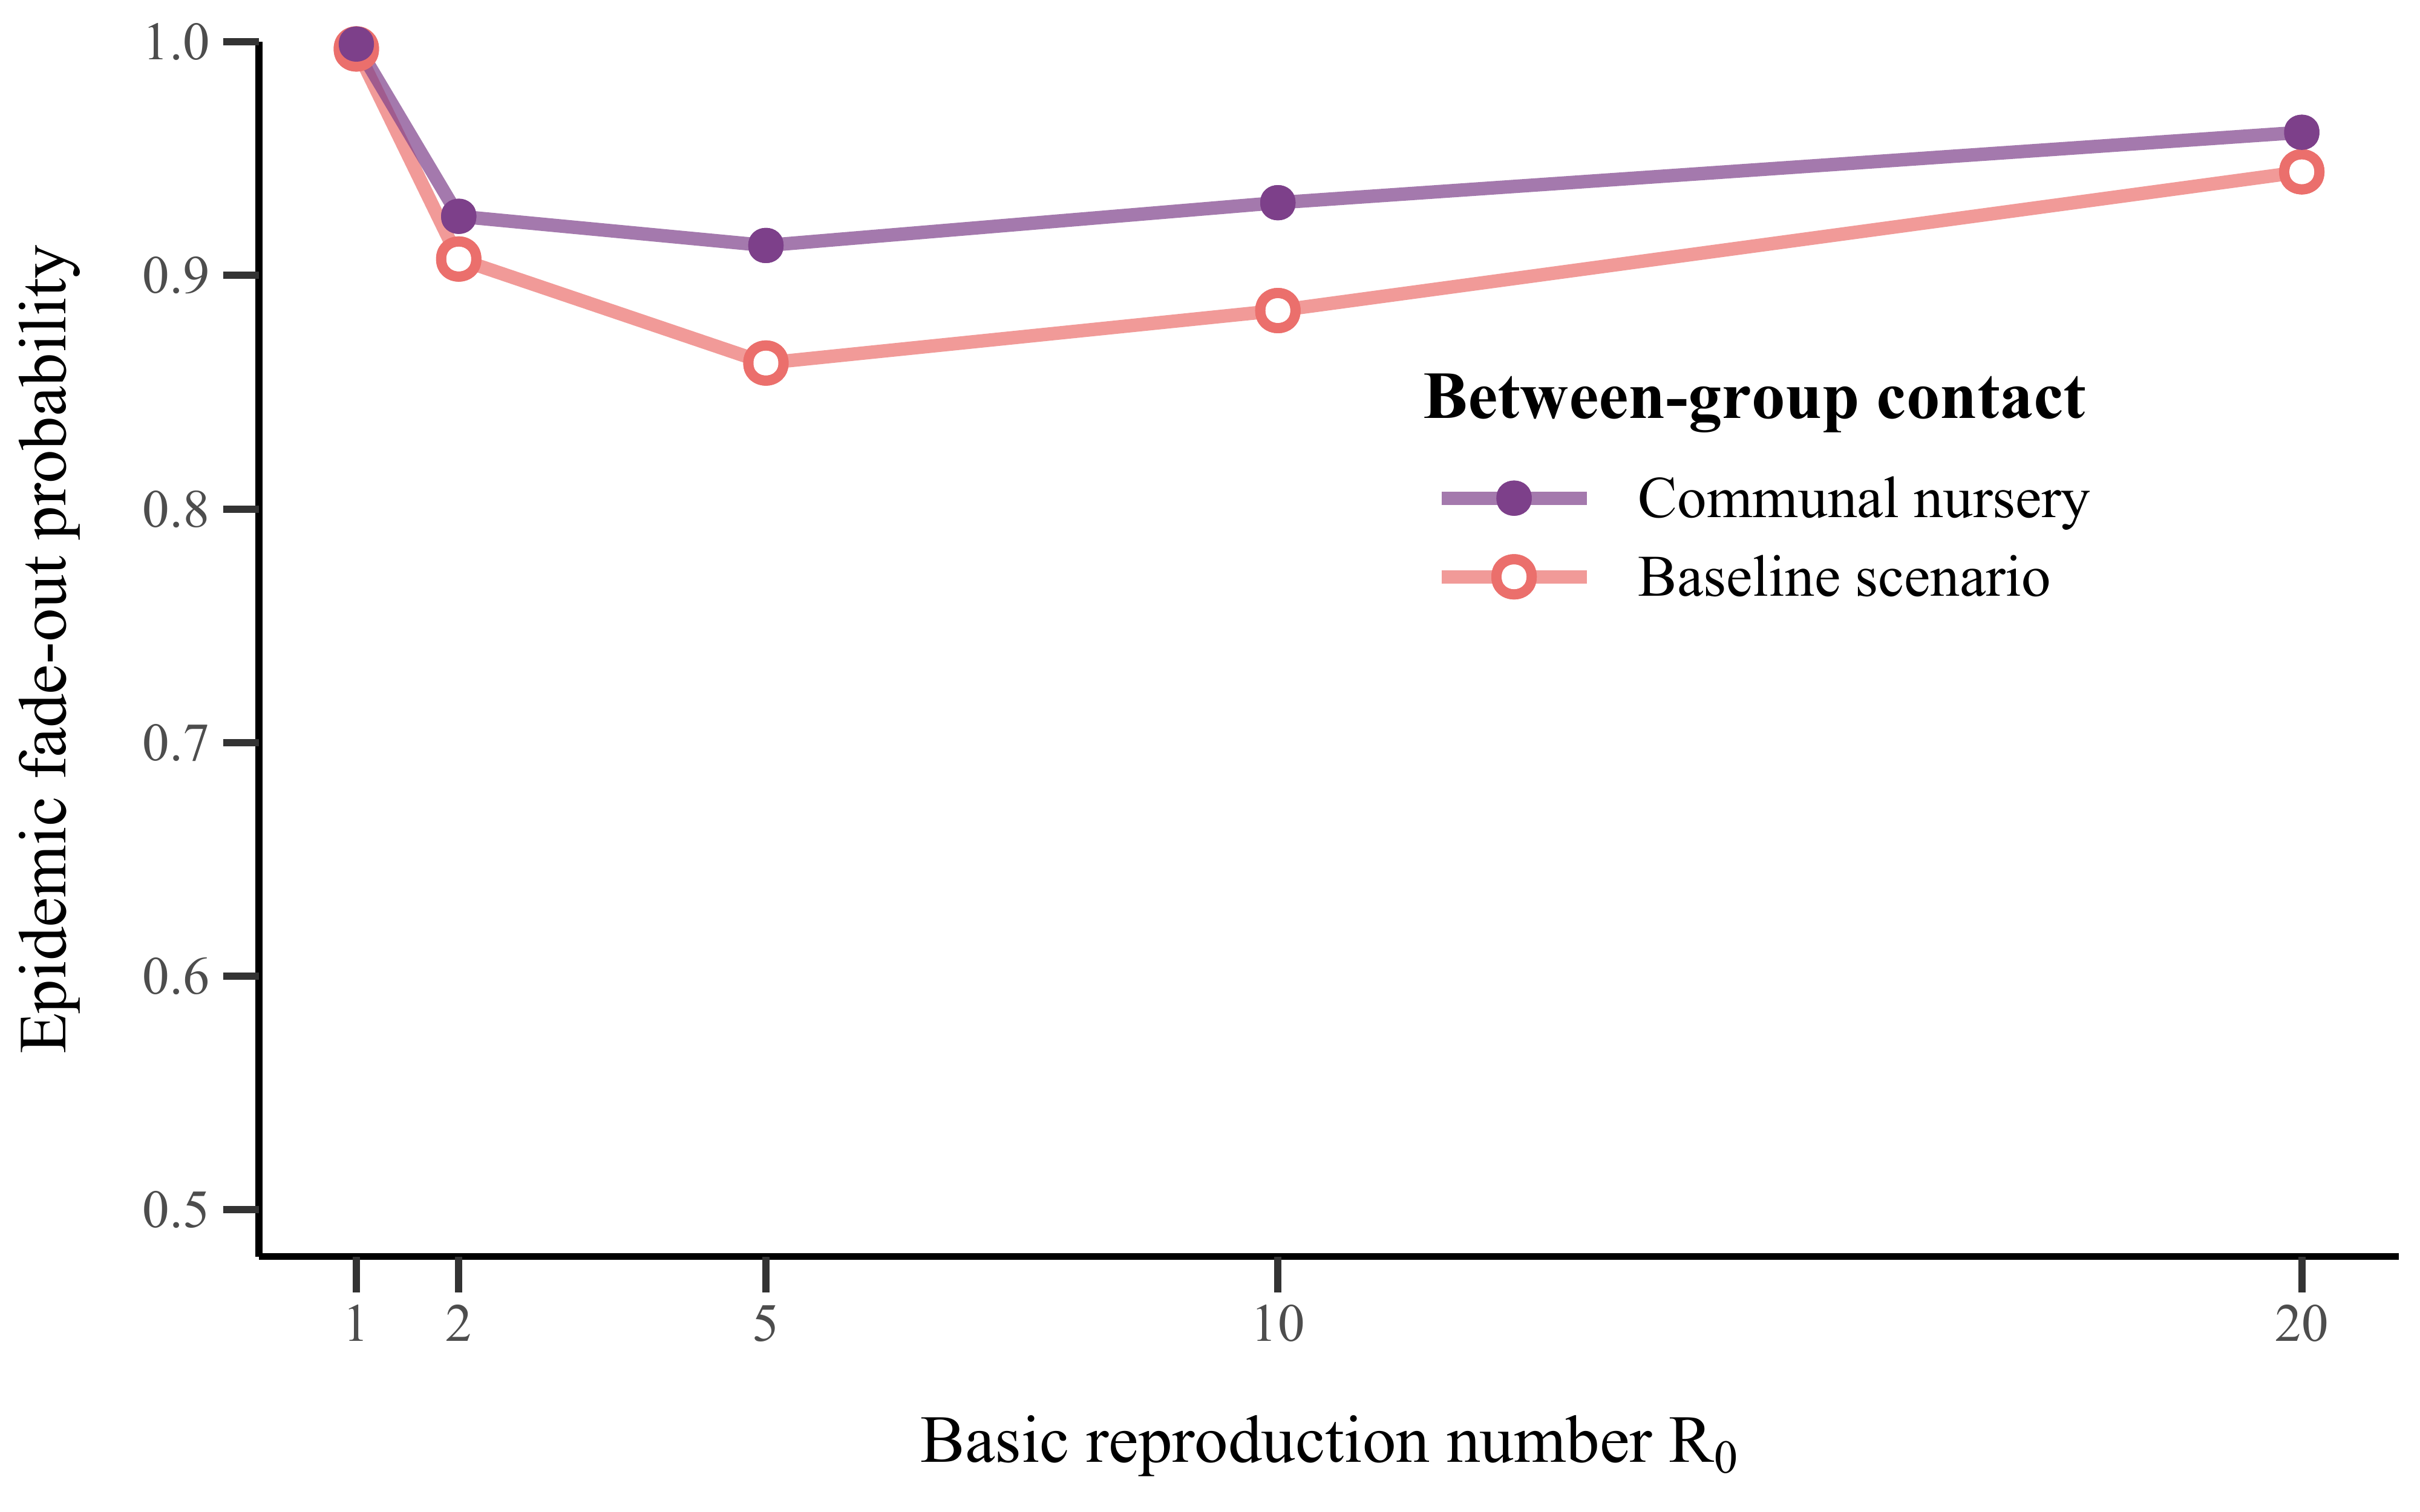 Epidemic fade-out probability
1.0
0.9
0.8
0.7
0.6
0.5
Between-group contact
Communal nursery
Baseline scenario
1 2 5 10 20
Basic reproduction number R₀